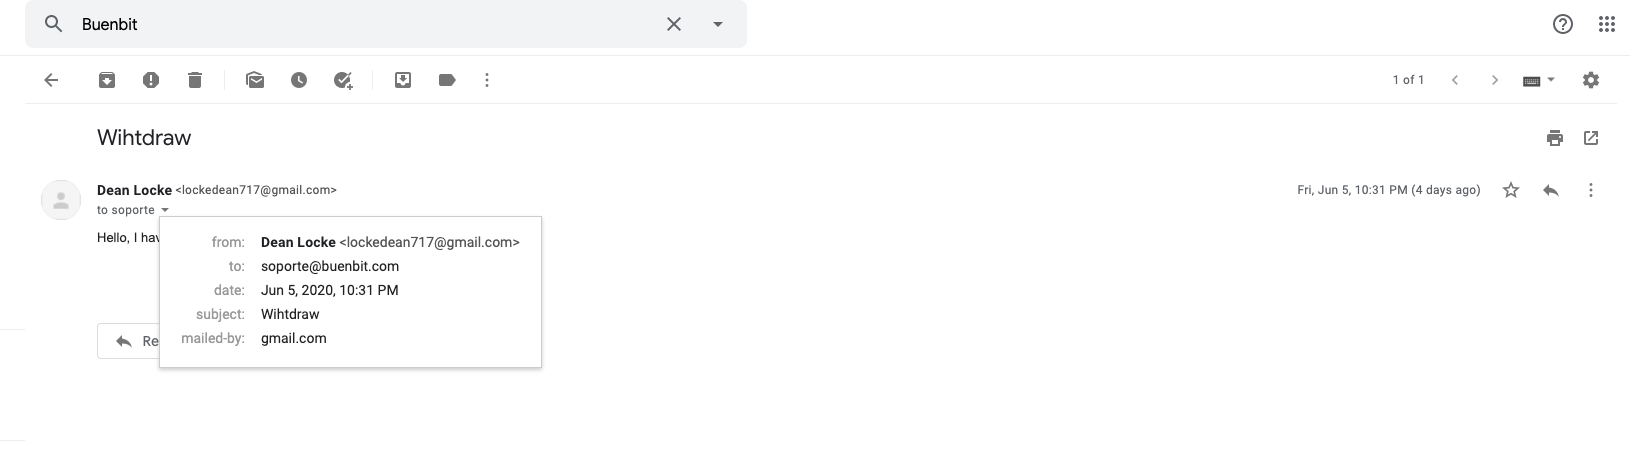 Buenbit
1 of 1
Wihtdraw
Dean Locke <lockedean717@gmail.com>
Fri, Jun 5, 10:31 PM (4 days ago)
to soporte
Hello, I hav
from: Dean Locke <lockedean717@gmail.com>
to: soporte@buenbit.com
date: Jun 5, 2020, 10:31 PM
subject: Wihtdraw
mailed-by: gmail.com
Re